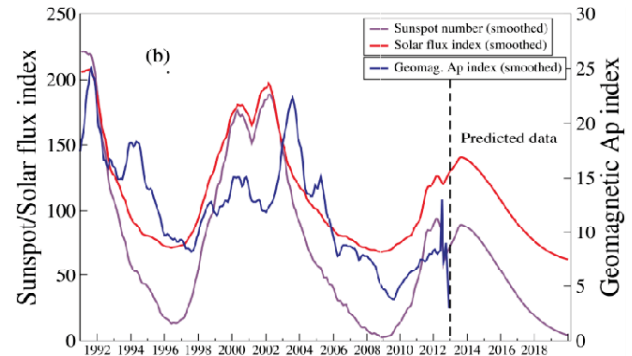 250
200
150
100
50
0
Sunspot/Solar flux index
(b)
Sunspot number (smoothed)
Solar flux index (smoothed)
Geomag. Ap index (smoothed)
Predicted data
30
25
20
15
10
5
0
Geomagnetic Ap index
1992 1994 1996 1998 2000 2002 2004 2006 2008 2010 2012 2014 2016 2018